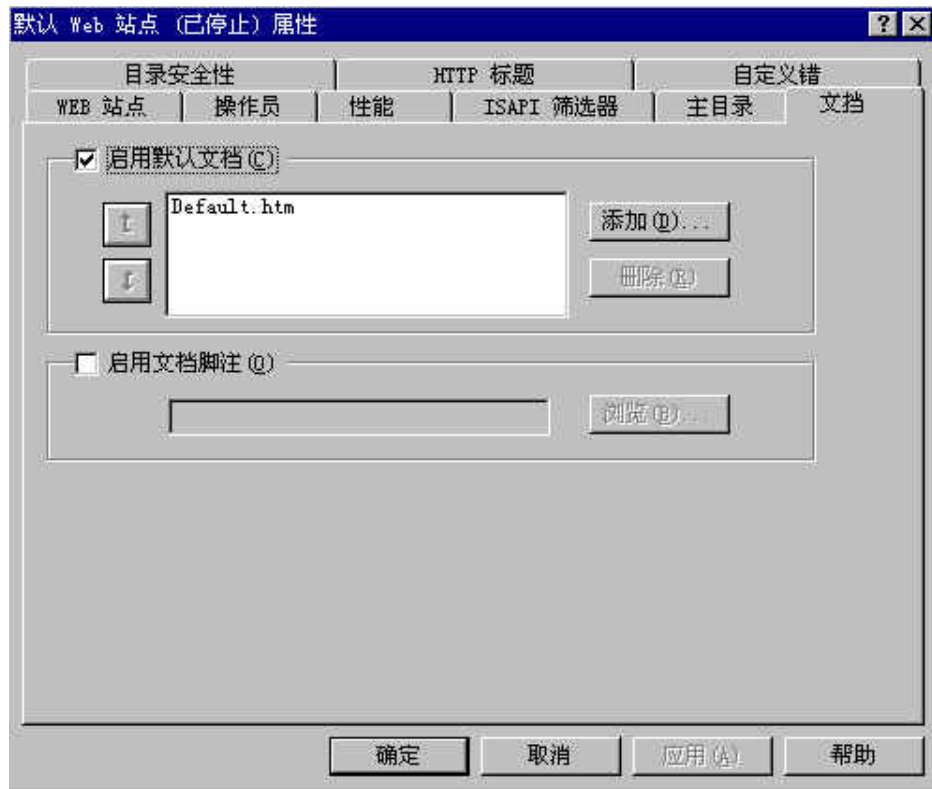 默认 Web 站点 (已停止) 属性
目录安全性 HTTP 标题 自定义错
WEB 站点 操作员 性能 ISAPI 筛选器 主目录 文档
启用默认文档(C)
Default.htm
添加(D)...
删除(R)
启用文档脚注(O)
浏览(B)...
确定 取消 应用(A) 帮助